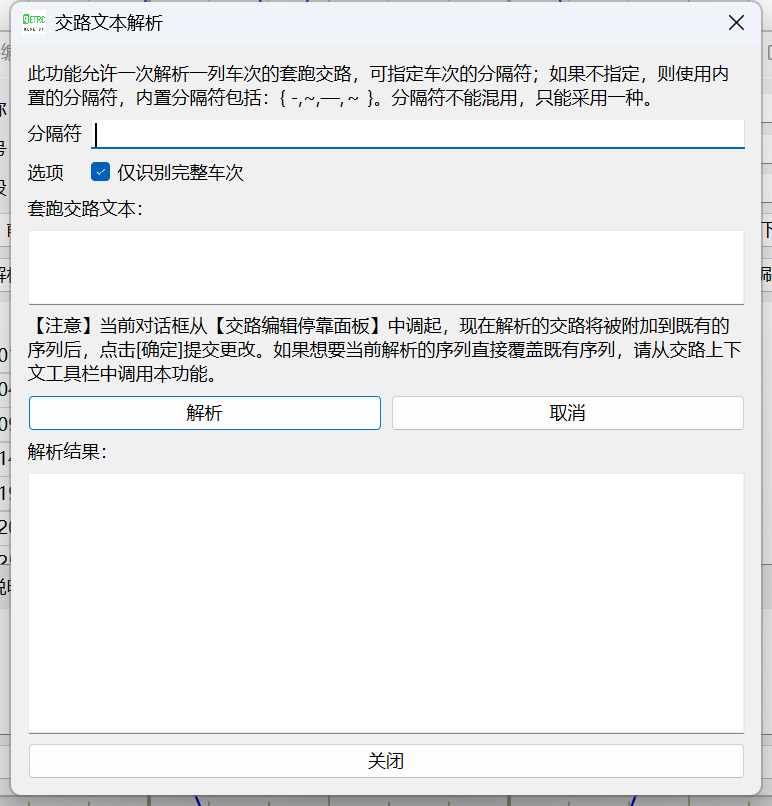 交路文本解析
此功能允许一次解析一列车次的套跑交路，可指定车次的分隔符；如果不指定，则使用内
置的分隔符，内置分隔符包括：{ -,~,—,～ }。分隔符不能混用，只能采用一种。
分隔符
选项 仅识别完整车次
套跑交路文本：
【注意】当前对话框从【交路编辑停靠面板】中调起，现在解析的交路将被附加到既有的
序列后，点击[确定]提交更改。如果想要当前解析的序列直接覆盖既有序列，请从交路上下
文工具栏中调用本功能。
解析 取消
解析结果：
关闭